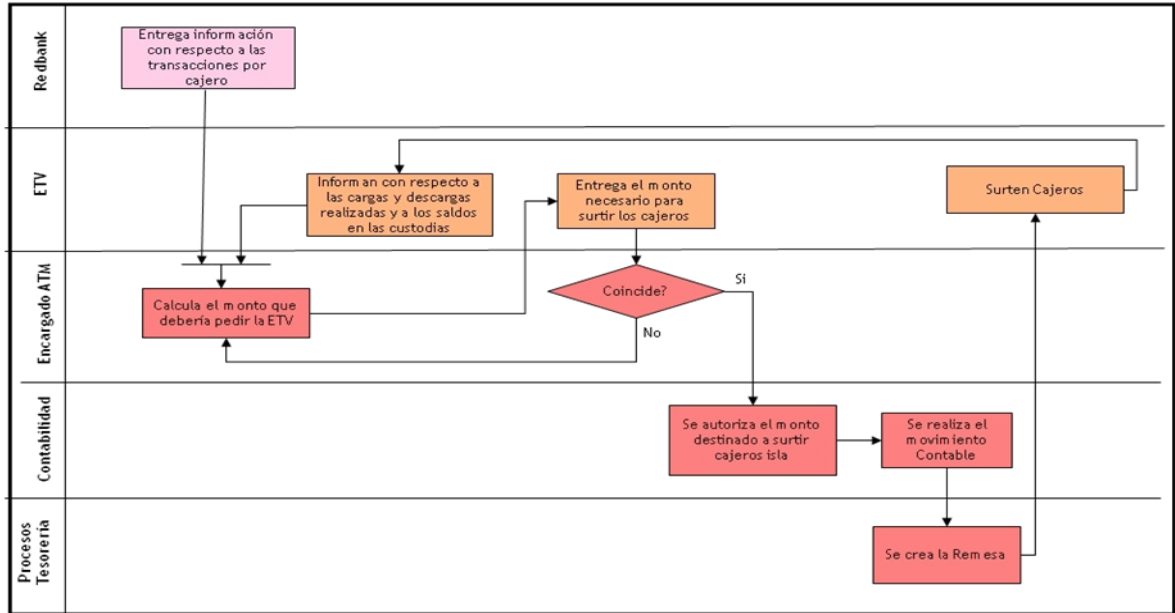 Redbank
Entrega información
con respecto a las
transacciones por
cajero
ETV
Informan con respecto a
las cargas y descargas
realizadas y a los saldos
en las custodias
Entrega el monto
necesario para
surtir los cajeros
Surten Cajeros
Encargado ATM
Calcula el monto que
debería pedir la ETV
Coincide?
Si
No
Contabilidad
Se autoriza el monto
destinado a surtir
cajeros isla
Se realiza el
movimiento
Contable
Procesos
Tesorería
Se crea la Remesa